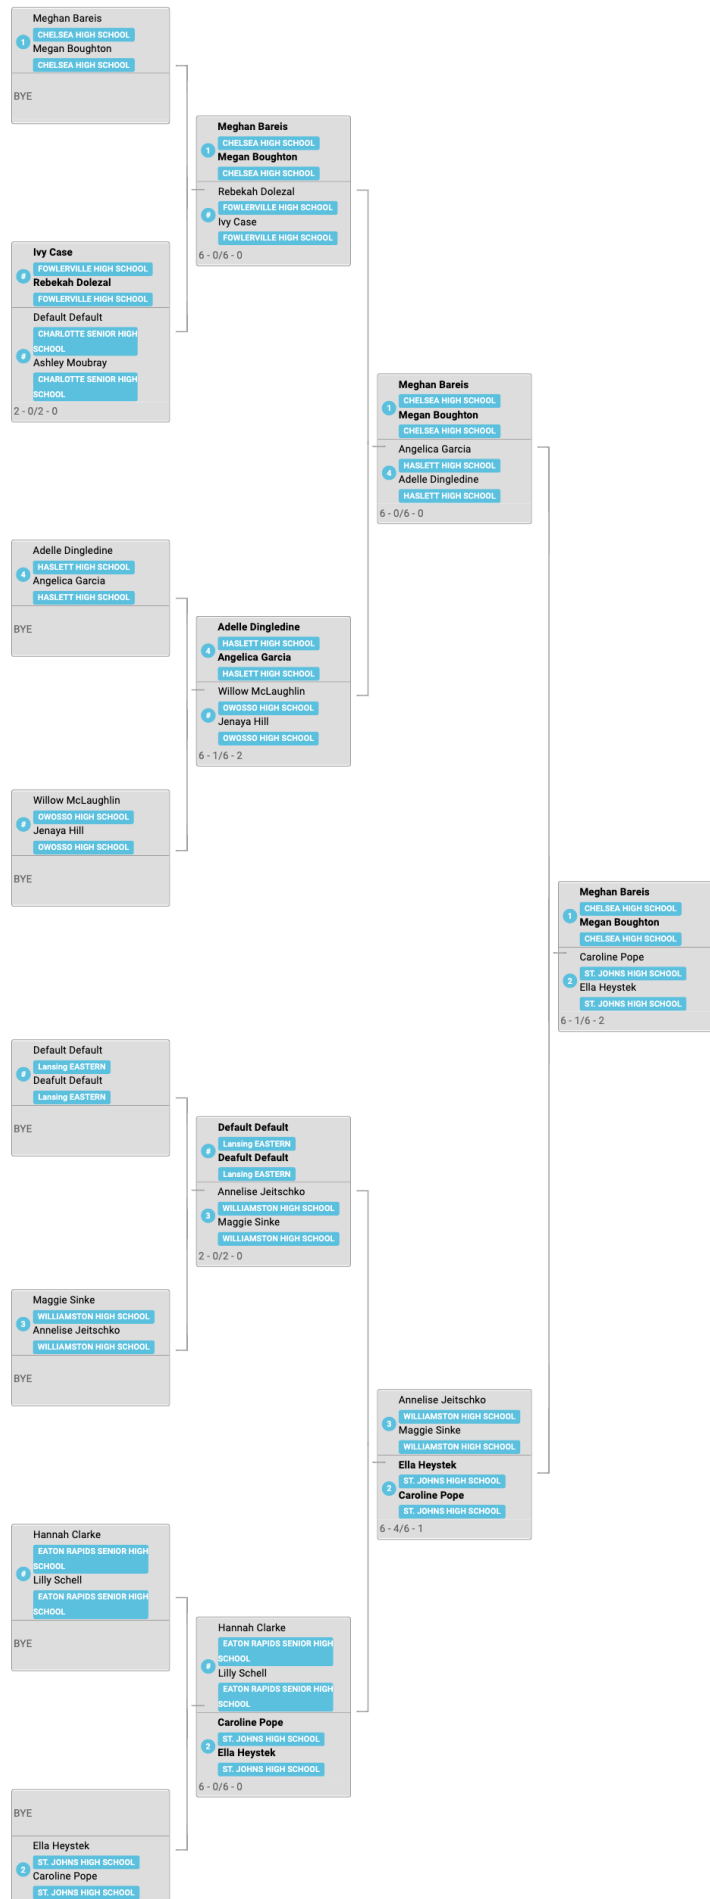 Meghan Bareis
1
CHELSEA HIGH SCHOOL
Megan Boughton
CHELSEA HIGH SCHOOL
BYE
Ivy Case
#
FOWLERVILLE HIGH SCHOOL
Rebekah Dolezal
FOWLERVILLE HIGH SCHOOL
Default Default
#
CHARLOTTE SENIOR HIGH
SCHOOL
Ashley Moubray
CHARLOTTE SENIOR HIGH
SCHOOL
2 - 0/2 - 0
Adelle Dingledine
4
HASLETT HIGH SCHOOL
Angelica Garcia
HASLETT HIGH SCHOOL
BYE
Willow McLaughlin
#
OWOSSO HIGH SCHOOL
Jenaya Hill
OWOSSO HIGH SCHOOL
BYE
Default Default
#
Lansing EASTERN
Deafult Default
Lansing EASTERN
BYE
Maggie Sinke
3
WILLIAMSTON HIGH SCHOOL
Annelise Jeitschko
WILLIAMSTON HIGH SCHOOL
BYE
Hannah Clarke
#
EATON RAPIDS SENIOR HIGH
SCHOOL
Lilly Schell
EATON RAPIDS SENIOR HIGH
SCHOOL
BYE
BYE
Ella Heystek
2
ST. JOHNS HIGH SCHOOL
Caroline Pope
ST. JOHNS HIGH SCHOOL
Meghan Bareis
1
CHELSEA HIGH SCHOOL
Megan Boughton
CHELSEA HIGH SCHOOL
Rebekah Dolezal
#
FOWLERVILLE HIGH SCHOOL
Ivy Case
FOWLERVILLE HIGH SCHOOL
6 - 0/6 - 0
Adelle Dingledine
4
HASLETT HIGH SCHOOL
Angelica Garcia
HASLETT HIGH SCHOOL
Willow McLaughlin
#
OWOSSO HIGH SCHOOL
Jenaya Hill
OWOSSO HIGH SCHOOL
6 - 1/6 - 2
Default Default
#
Lansing EASTERN
Deafult Default
Lansing EASTERN
Annelise Jeitschko
3
WILLIAMSTON HIGH SCHOOL
Maggie Sinke
WILLIAMSTON HIGH SCHOOL
2 - 0/2 - 0
Hannah Clarke
#
EATON RAPIDS SENIOR HIGH
SCHOOL
Lilly Schell
EATON RAPIDS SENIOR HIGH
SCHOOL
Caroline Pope
2
ST. JOHNS HIGH SCHOOL
Ella Heystek
ST. JOHNS HIGH SCHOOL
6 - 0/6 - 0
Meghan Bareis
1
CHELSEA HIGH SCHOOL
Megan Boughton
CHELSEA HIGH SCHOOL
Angelica Garcia
4
HASLETT HIGH SCHOOL
Adelle Dingledine
HASLETT HIGH SCHOOL
6 - 0/6 - 0
Annelise Jeitschko
3
WILLIAMSTON HIGH SCHOOL
Maggie Sinke
WILLIAMSTON HIGH SCHOOL
Ella Heystek
2
ST. JOHNS HIGH SCHOOL
Caroline Pope
ST. JOHNS HIGH SCHOOL
6 - 4/6 - 1
Meghan Bareis
1
CHELSEA HIGH SCHOOL
Megan Boughton
CHELSEA HIGH SCHOOL
Caroline Pope
2
ST. JOHNS HIGH SCHOOL
Ella Heystek
ST. JOHNS HIGH SCHOOL
6 - 1/6 - 2